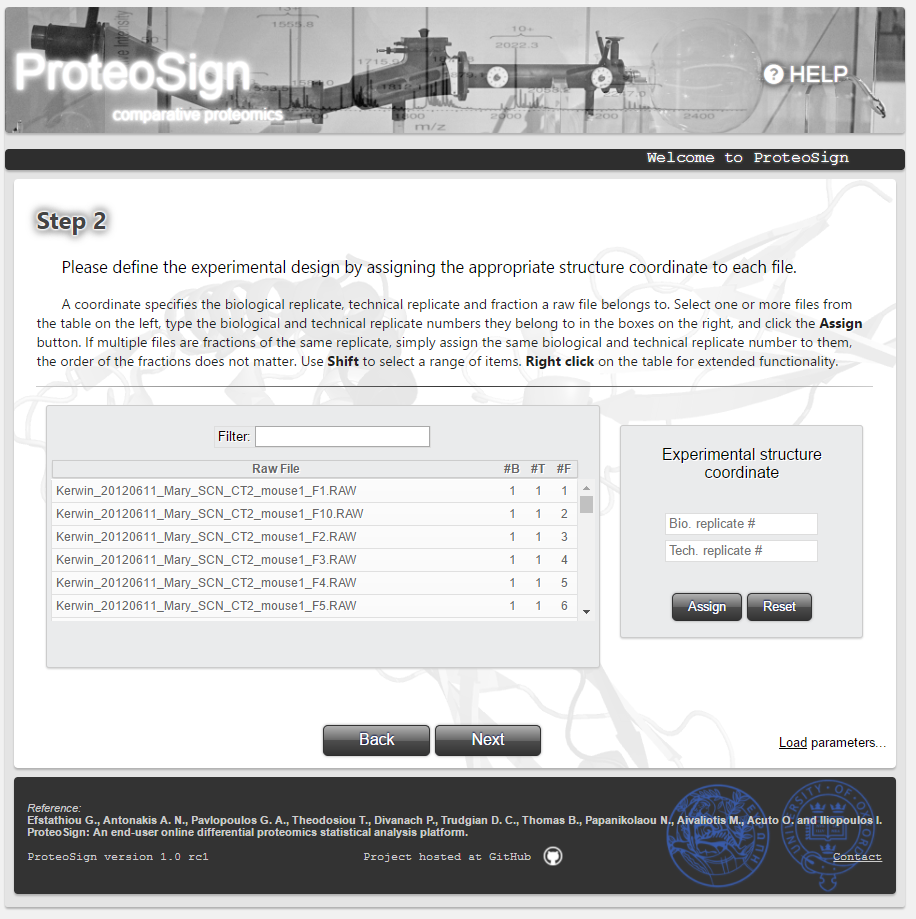 ProteoSign
comparative proteomics
1555.8
1715.9
10+
2022.3
HELP
m/z
2000
2200
2400
Welcome to ProteoSign
Step 2
Please define the experimental design by assigning the appropriate structure coordinate to each file.
A coordinate specifies the biological replicate, technical replicate and fraction a raw file belongs to. Select one or more files from
the table on the left, type the biological and technical replicate numbers they belong to in the boxes on the right, and click the Assign
button. If multiple files are fractions of the same replicate, simply assign the same biological and technical replicate number to them,
the order of the fractions does not matter. Use Shift to select a range of items. Right click on the table for extended functionality.
Filter:
Raw File #B #T #F
Kerwin_20120611_Mary_SCN_CT2_mouse1_F1.RAW 1 1 1
Kerwin_20120611_Mary_SCN_CT2_mouse1_F10.RAW 1 1 2
Kerwin_20120611_Mary_SCN_CT2_mouse1_F2.RAW 1 1 3
Kerwin_20120611_Mary_SCN_CT2_mouse1_F3.RAW 1 1 4
Kerwin_20120611_Mary_SCN_CT2_mouse1_F4.RAW 1 1 5
Kerwin_20120611_Mary_SCN_CT2_mouse1_F5.RAW 1 1 6
Experimental structure
coordinate
Bio. replicate #
Tech. replicate #
Assign Reset
Back Next
Load parameters...
Reference:
Efstathiou G., Antonakis A. N., Pavlopoulos G. A., Theodosiou T., Divanach P., Trudgian D. C., Thomas B., Papanikolaou N., Aivaliotis M., Acuto O. and Iliopoulos I.
ProteoSign: An end-user online differential proteomics statistical analysis platform.
ProteoSign version 1.0 rc1
Project hosted at GitHub
Contact